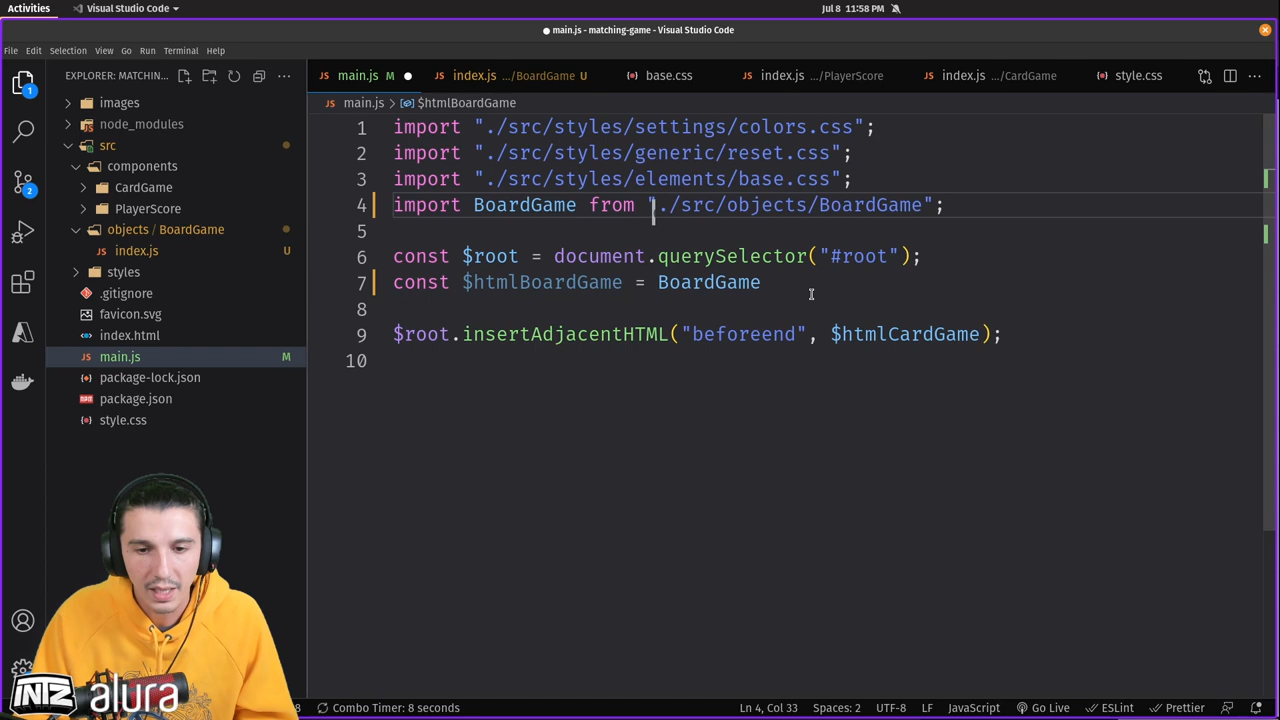 Activities
Visual Studio Code
Jul 8 11:58 PM
main.js - matching-game - Visual Studio Code
File Edit Selection View Go Run Terminal Help
EXPLORER: MATCHIN...
main.js M
index.js .../BoardGame U
base.css
index.js .../PlayerScore
index.js .../CardGame
style.css
main.js > $htmlBoardGame
images
node_modules
src
components
CardGame
PlayerScore
objects / BoardGame
index.js U
styles
.gitignore
favicon.svg
index.html
main.js M
package-lock.json
package.json
style.css
1
2
1 import "./src/styles/settings/colors.css";
2 import "./src/styles/generic/reset.css";
3 import "./src/styles/elements/base.css";
4 import BoardGame from "./src/objects/BoardGame";
5
6 const $root = document.querySelector("#root");
7 const $htmlBoardGame = BoardGame
8
9 $root.insertAdjacentHTML("beforeend", $htmlCardGame);
10
INTZ alura
8 Combo Timer: 8 seconds
Ln 4, Col 33 Spaces: 2 UTF-8 LF JavaScript Go Live ESLint Prettier